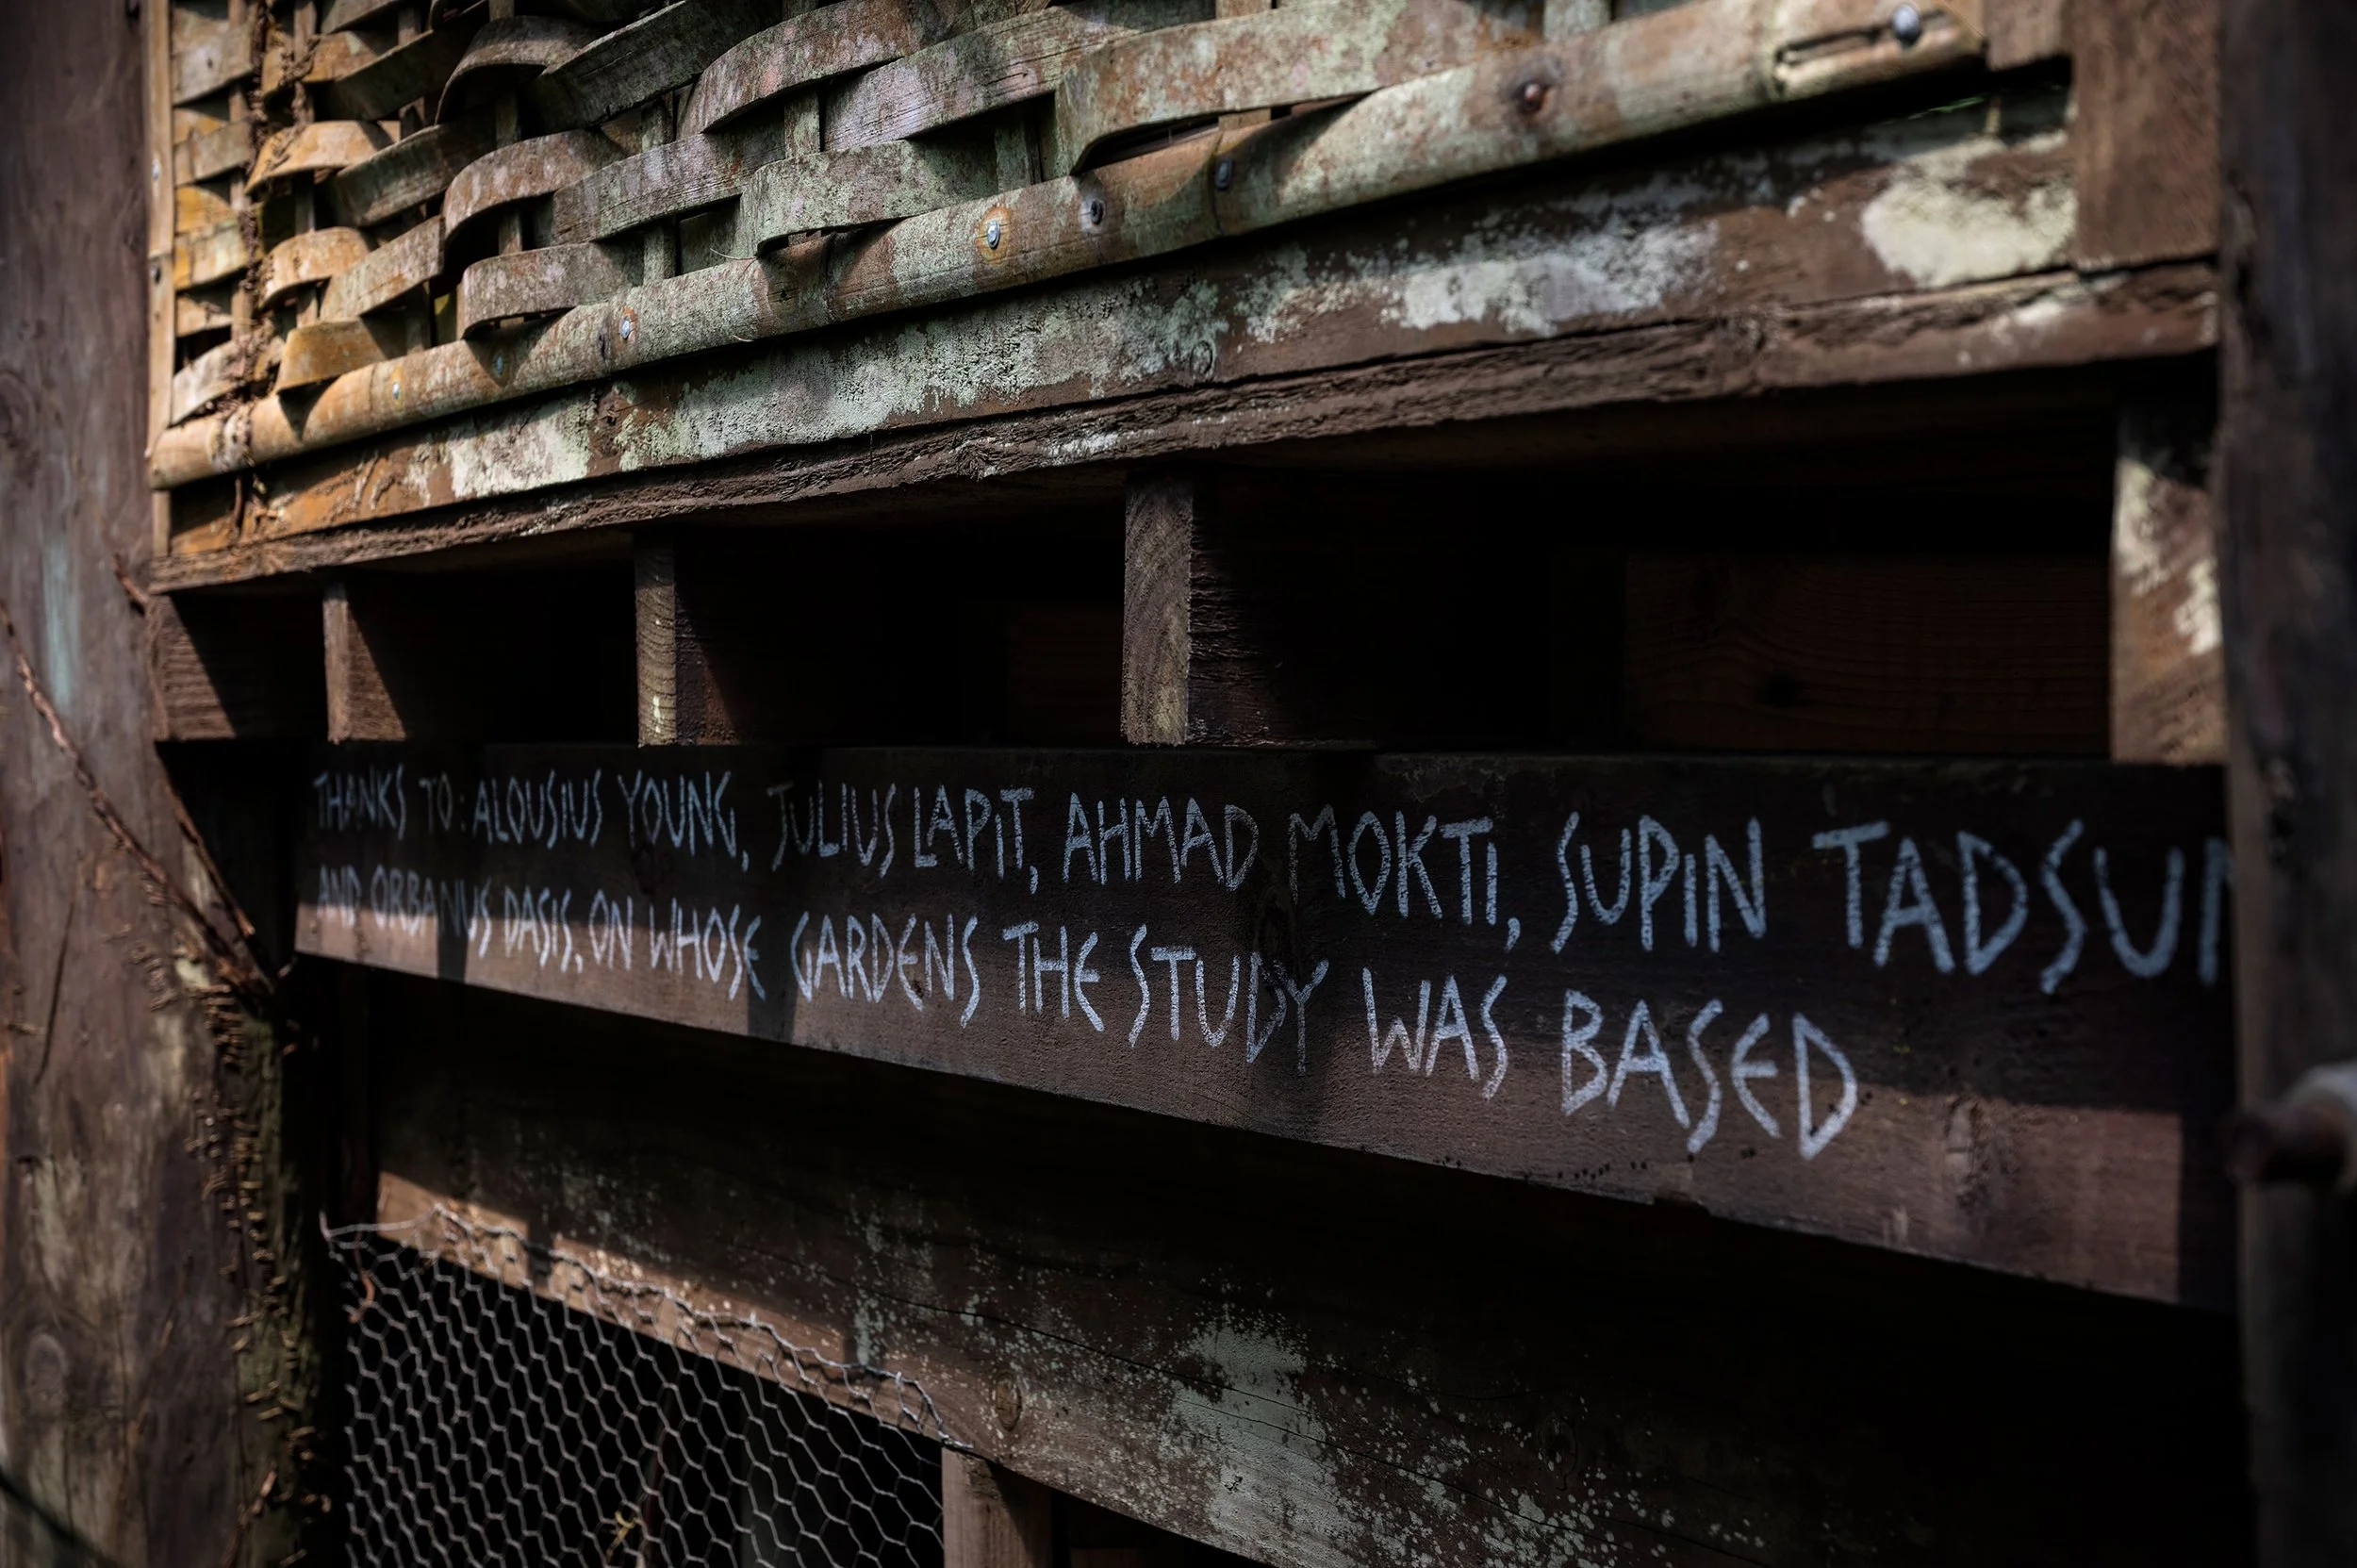 THANKS TO: ALOUSIUS YOUNG, JULIUS LAPIT, AHMAD MOKTI, SUPIN
AND ORBANUS DASIS, ON WHOSE GARDENS THE STUDY WAS BASED